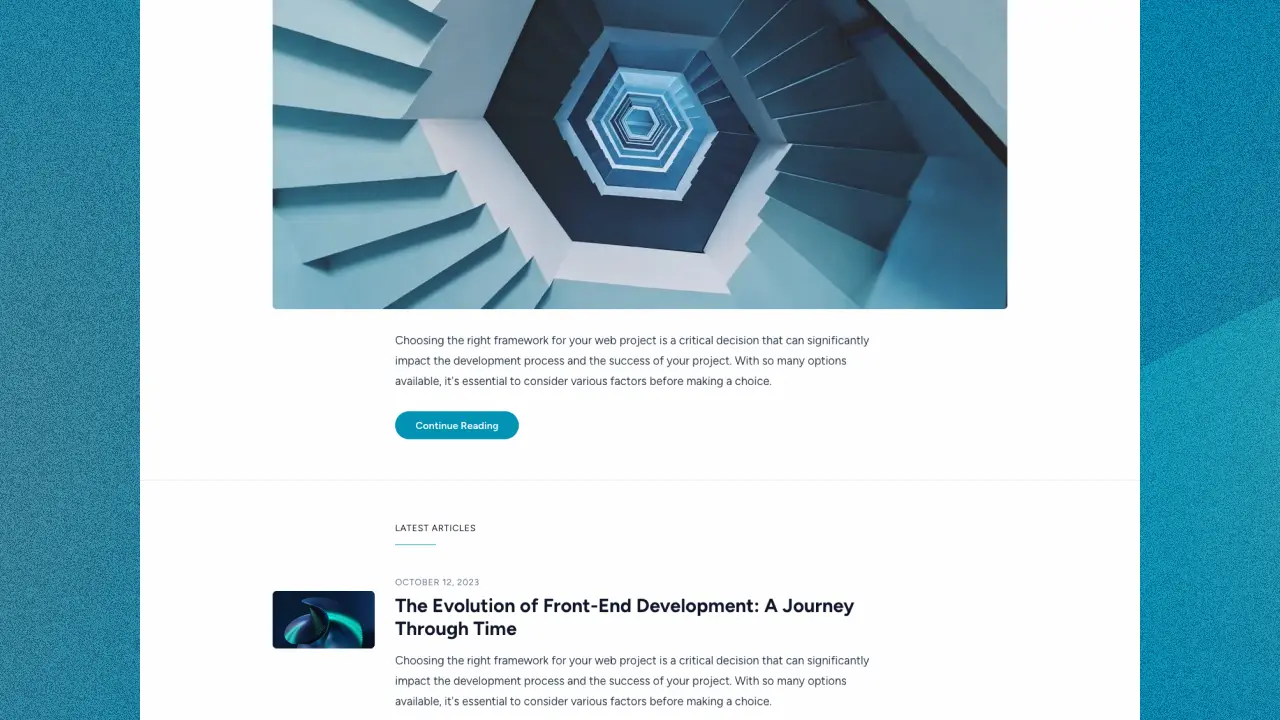 Choosing the right framework for your web project is a critical decision that can significantly
impact the development process and the success of your project. With so many options
available, it's essential to consider various factors before making a choice.
Continue Reading
LATEST ARTICLES
OCTOBER 12, 2023
The Evolution of Front-End Development: A Journey
Through Time
Choosing the right framework for your web project is a critical decision that can significantly
impact the development process and the success of your project. With so many options
available, it's essential to consider various factors before making a choice.